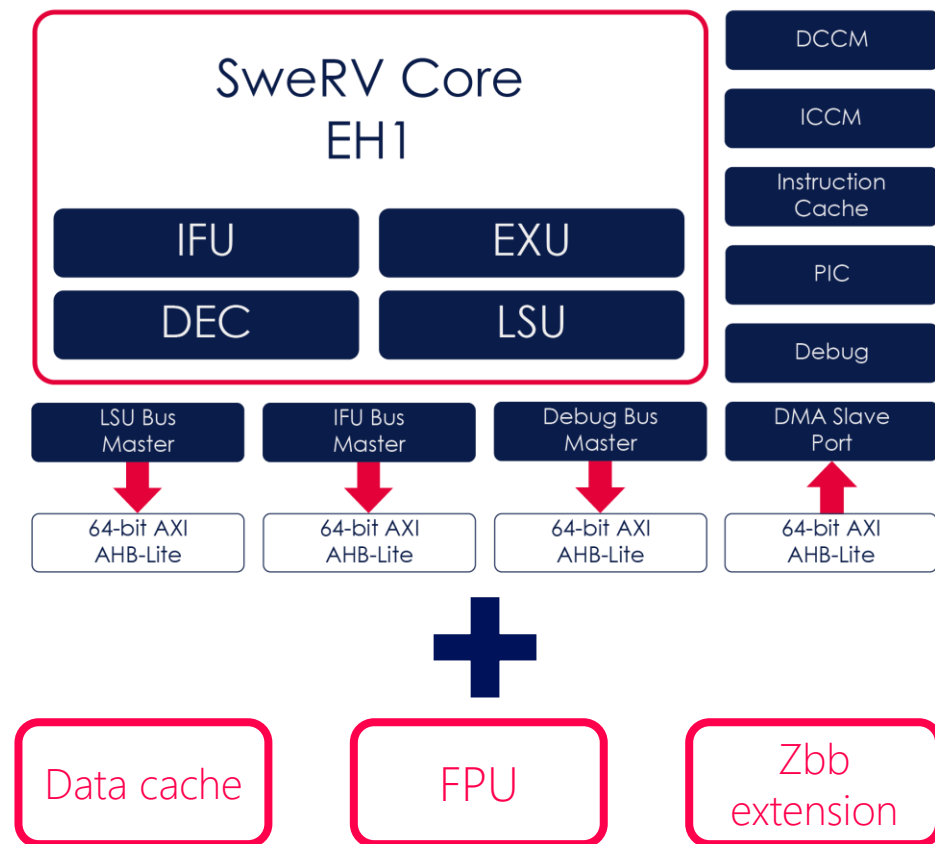 SweRV Core
EH1
IFU
EXU
DEC
LSU
DCCM
ICCM
Instruction
Cache
PIC
Debug
LSU Bus
Master
IFU Bus
Master
Debug Bus
Master
DMA Slave
Port
64-bit AXI
AHB-Lite
64-bit AXI
AHB-Lite
64-bit AXI
AHB-Lite
64-bit AXI
AHB-Lite
Data cache
FPU
Zbb
extension